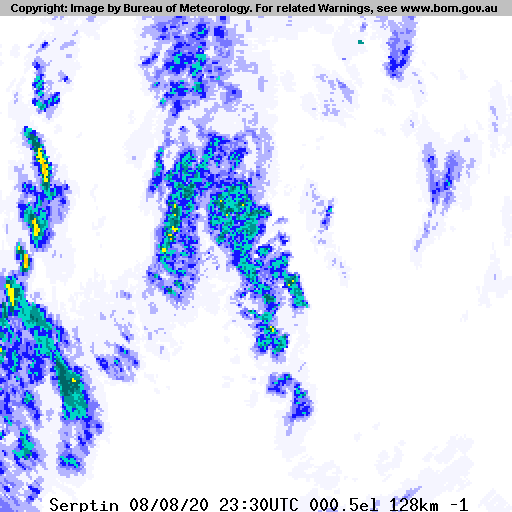 Copyright: Image by Bureau of Meteorology. For related Warnings, see www.bom.gov.au
Serptin 08/08/20 23:30UTC 000.5el 128km -1